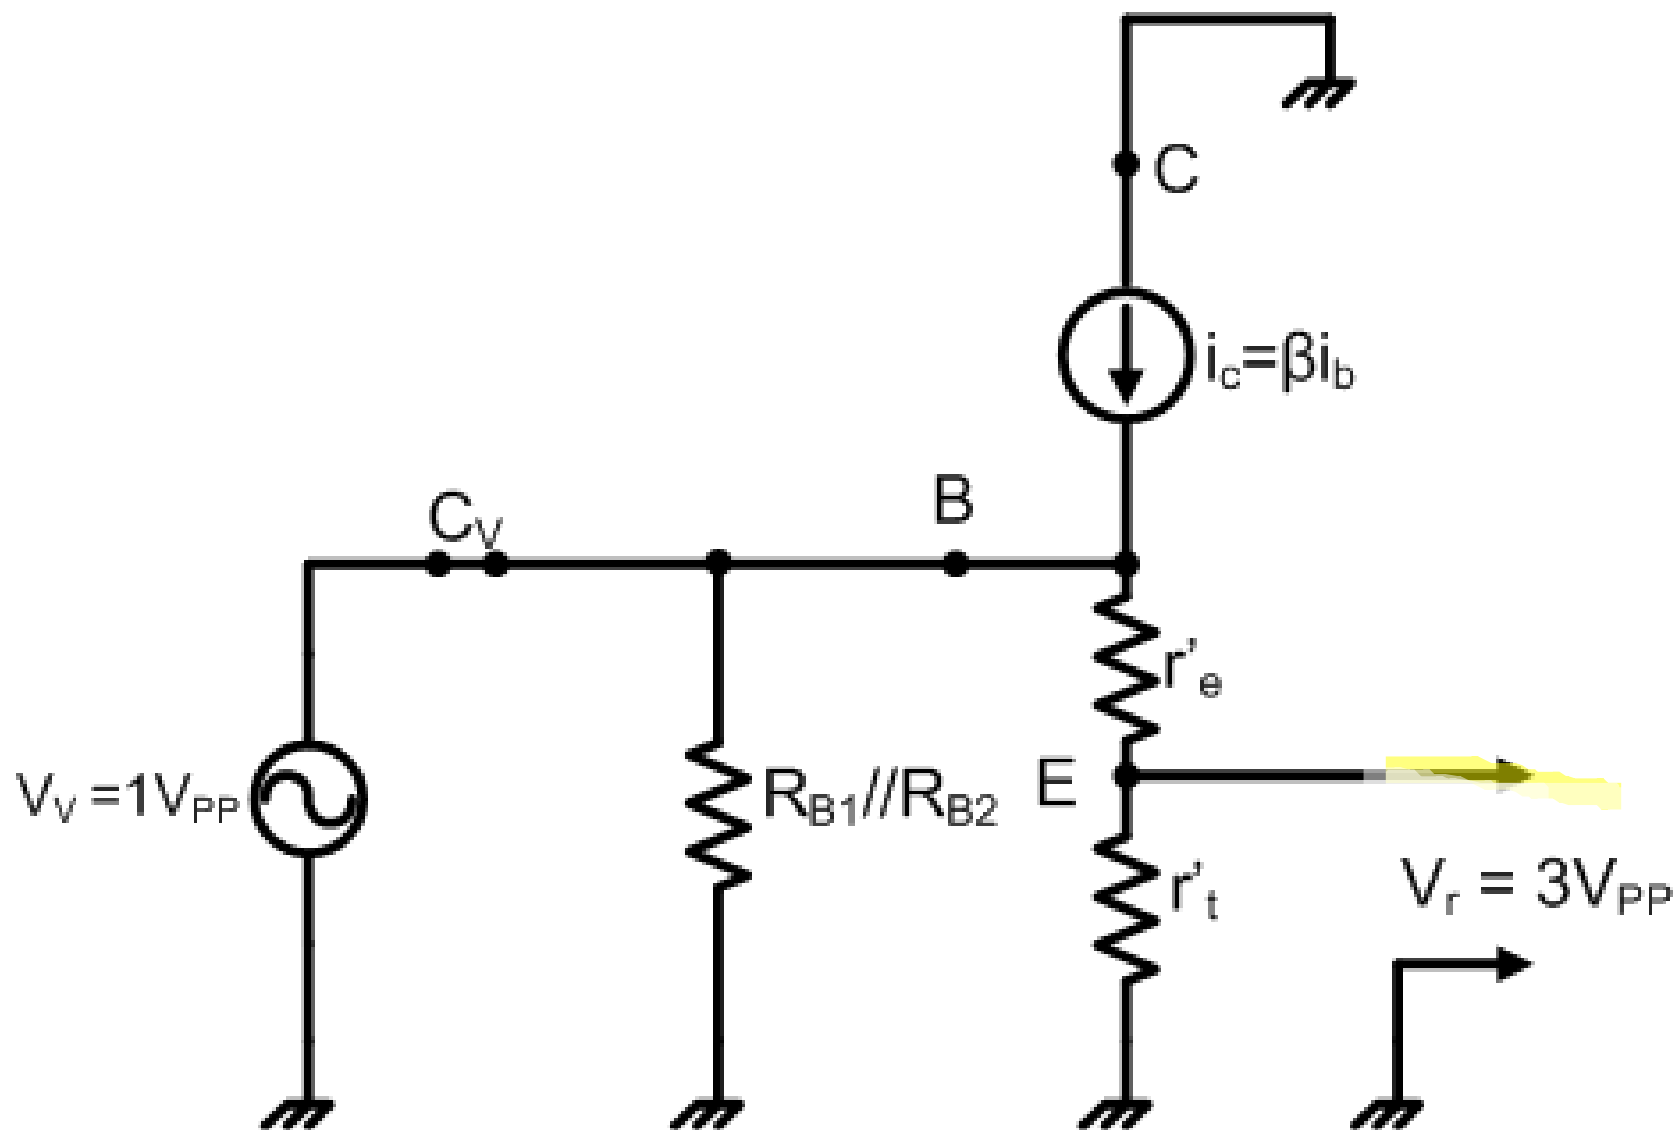 C
i_c=βi_b
C_V
B
r'_e
V_V=1V_PP
R_B1//R_B2
E
r'_t
V_r = 3V_PP